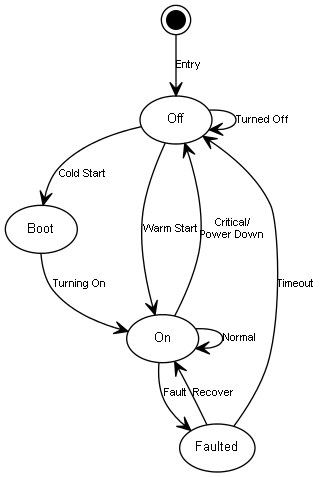 Entry
Off
Turned Off
Cold Start
Boot
Warm Start
Critical/
Power Down
Turning On
Timeout
On
Normal
Fault
Recover
Faulted